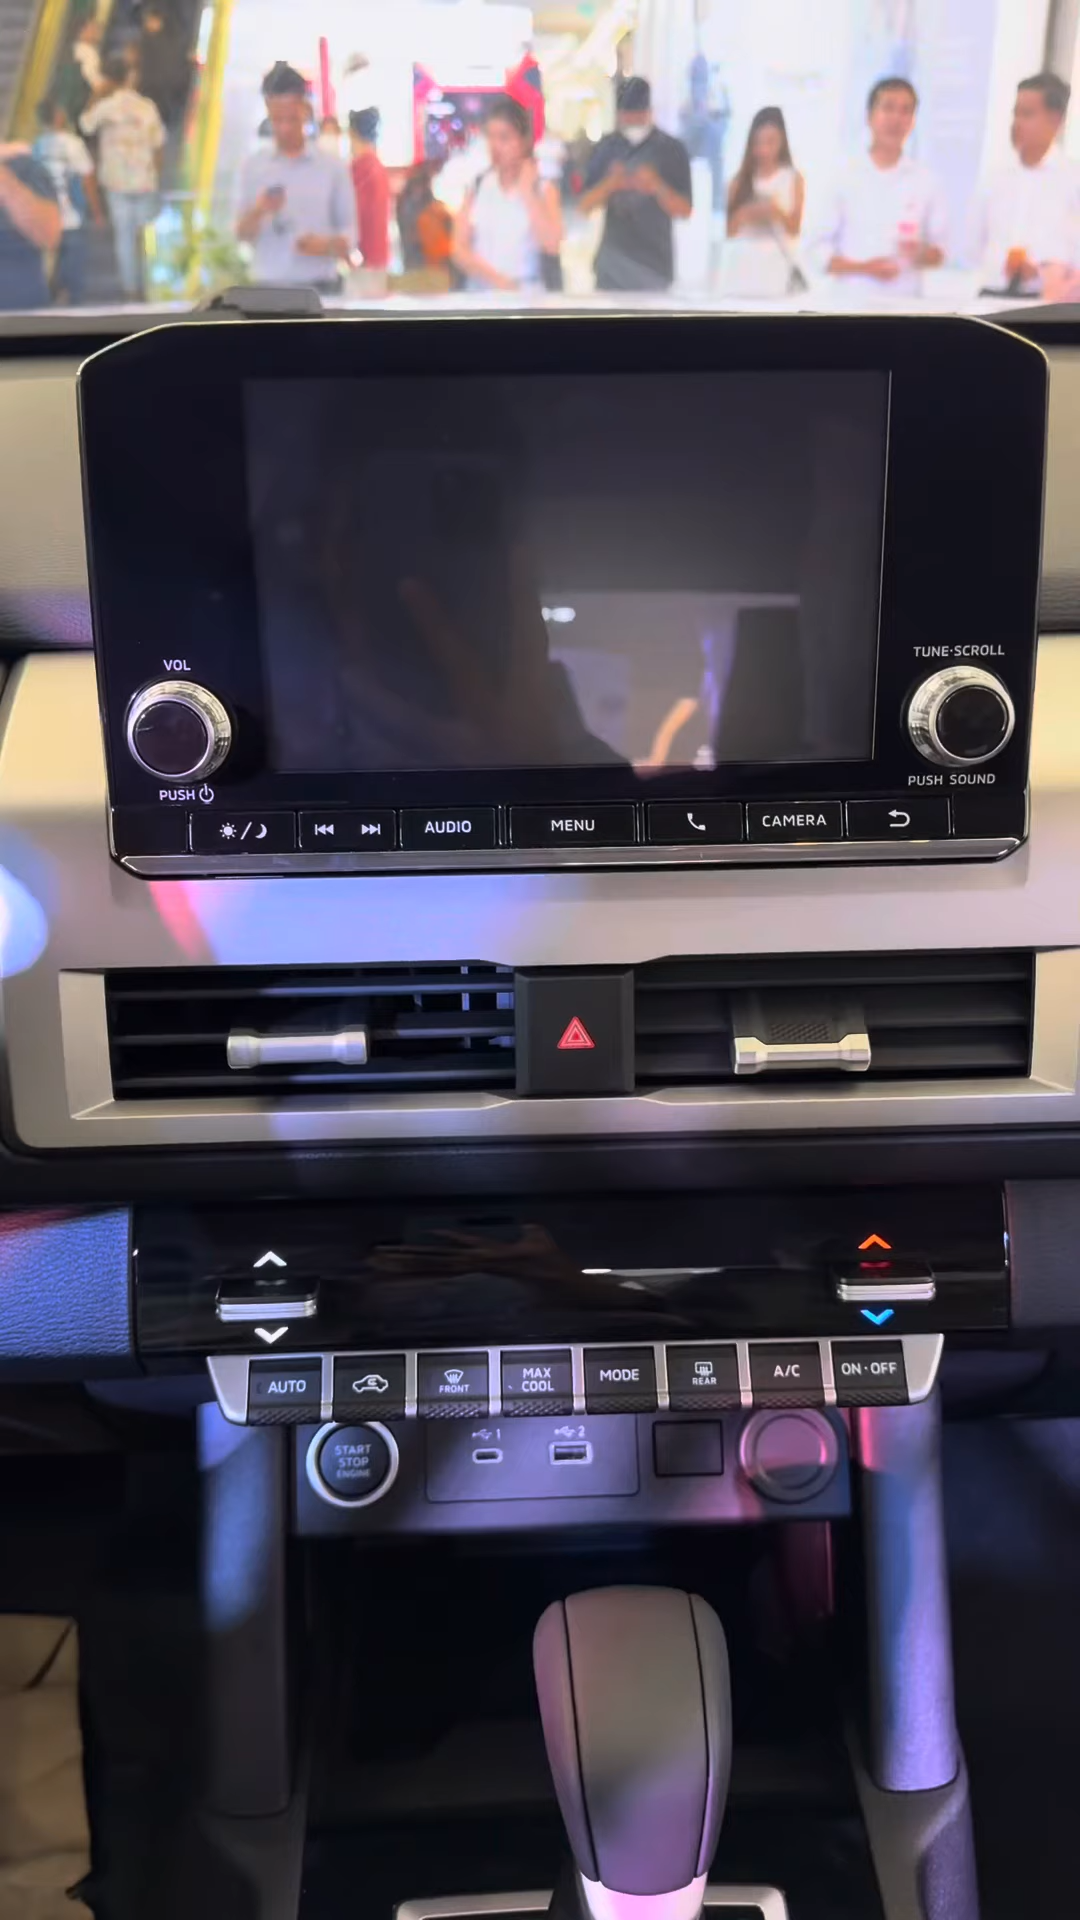 VOL
TUNE·SCROLL
PUSH
PUSH SOUND
AUDIO
MENU
CAMERA
AUTO
FRONT
MAX
COOL
MODE
REAR
A/C
ON·OFF
START
STOP
ENGINE
1
2